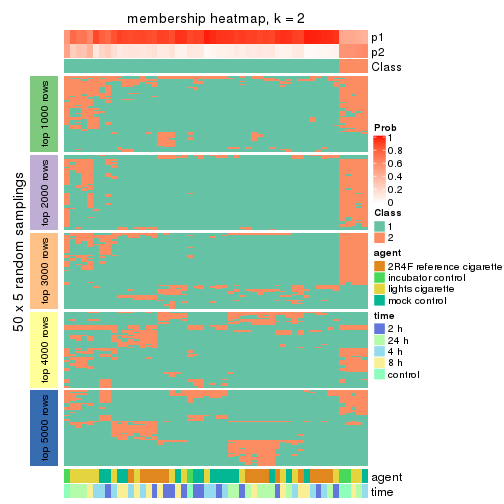 membership heatmap, k = 2
p1
p2
Class
50 x 5 random samplings
top 1000 rows
top 2000 rows
top 3000 rows
top 4000 rows
top 5000 rows
Prob
1
0.8
0.6
0.4
0.2
0
Class
1
2
agent
2R4F reference cigarette
incubator control
lights cigarette
mock control
time
2 h
24 h
4 h
8 h
control
agent
time